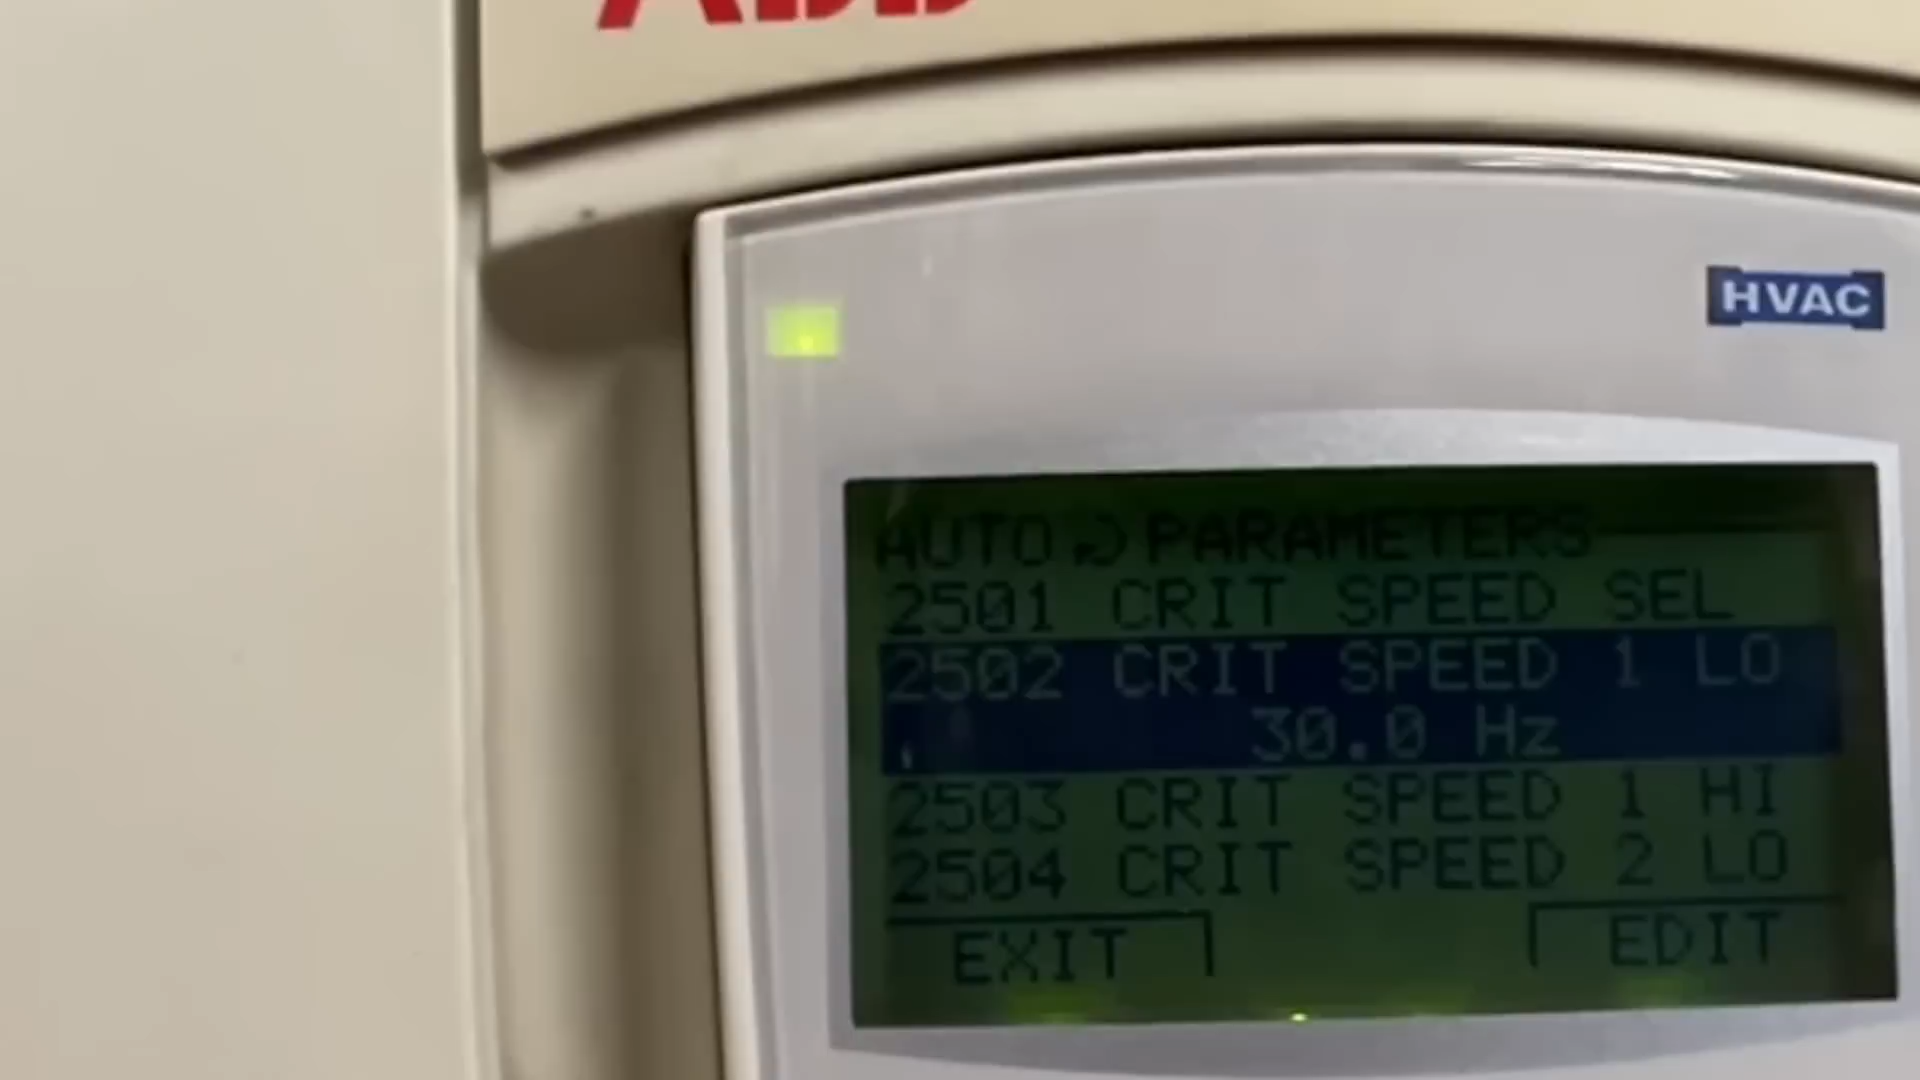 ABB
HVAC
AUTO PARAMETERS
2501 CRIT SPEED SEL
2502 CRIT SPEED 1 LO
30.0 Hz
2503 CRIT SPEED 1 HI
2504 CRIT SPEED 2 LO
EXIT EDIT